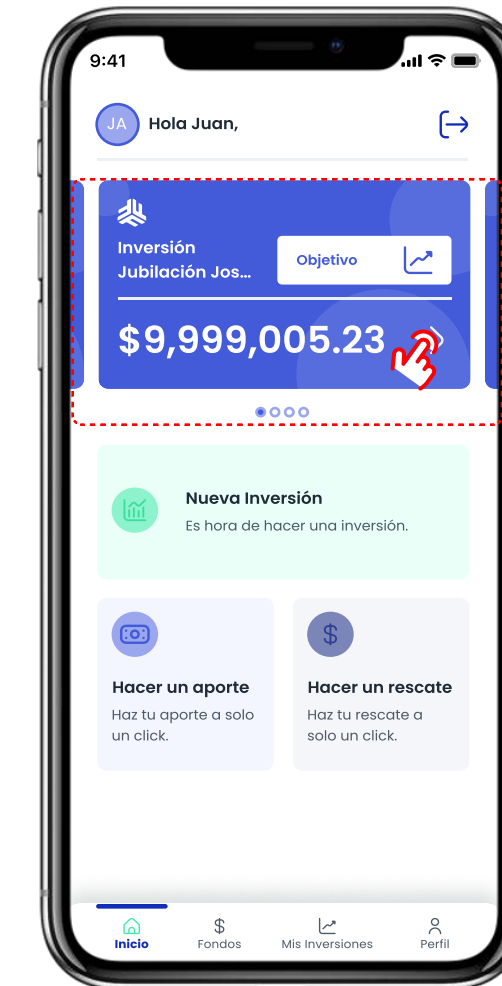 9:41
JA
Hola Juan,
Inversión
Jubilación Jos...
Objetivo
$9,999,005.23
Nueva Inversión
Es hora de hacer una inversión.
$
Hacer un aporte
Haz tu aporte a solo
un click.
Hacer un rescate
Haz tu rescate a
solo un click.
$
Inicio
Fondos
Mis Inversiones
Perfil